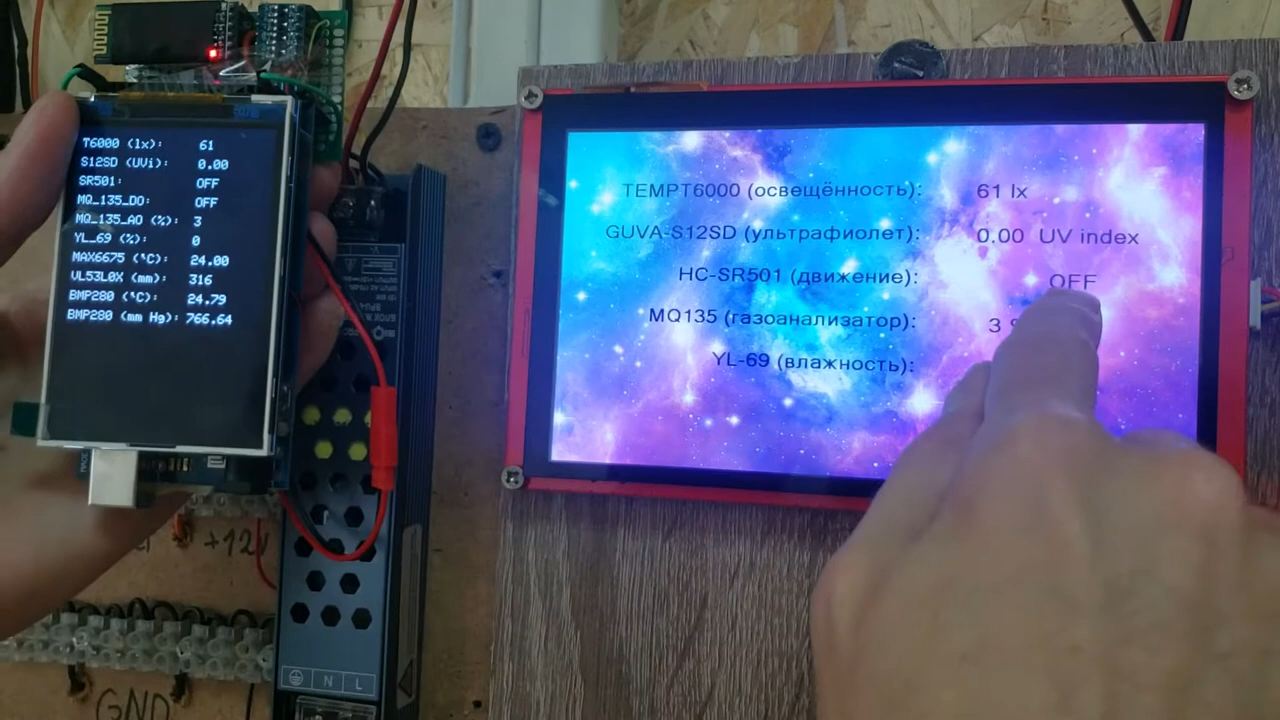 T6000 (lx): 61
S12SD (UVi): 0.00
SR501: OFF
MQ_135_DO: OFF
MQ_135_AO (%): 3
YL_69 (%): 0
MAX6675 (°C): 24.00
UL53L0X (mm): 316
BMP280 (°C): 24.79
BMP280 (mm Hg): 766.64
TEMPT6000 (освещённость): 61 lx
GUVA-S12SD (ультрафиолет): 0.00 UV index
HC-SR501 (движение): OFF
MQ135 (газоанализатор): 3
YL-69 (влажность):
+12V
N L
GND